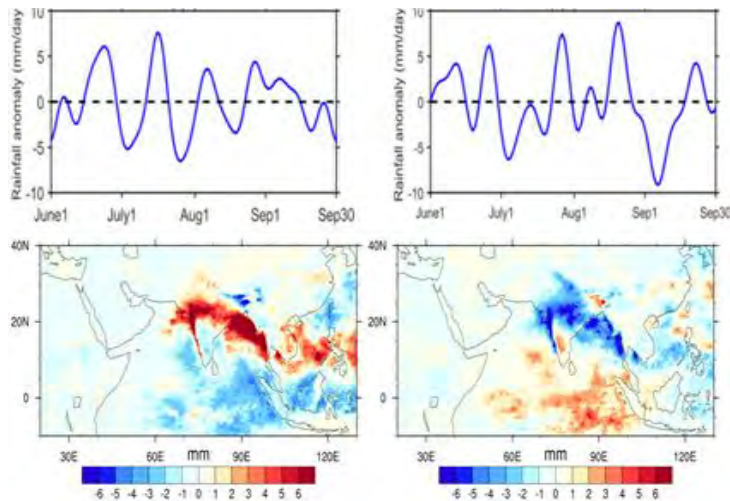 Rainfall anomaly (mm/day)
10
5
0
-5
-10
June1 July1 Aug1 Sep1 Sep30
Rainfall anomaly (mm/day)
10
5
0
-5
-10
June1 July1 Aug1 Sep1 Sep30
40N
20N
0
30E 60E 90E 120E
mm
-6 -5 -4 -3 -2 -1 0 1 2 3 4 5 6
40N
20N
0
30E 60E 90E 120E
mm
-6 -5 -4 -3 -2 -1 0 1 2 3 4 5 6